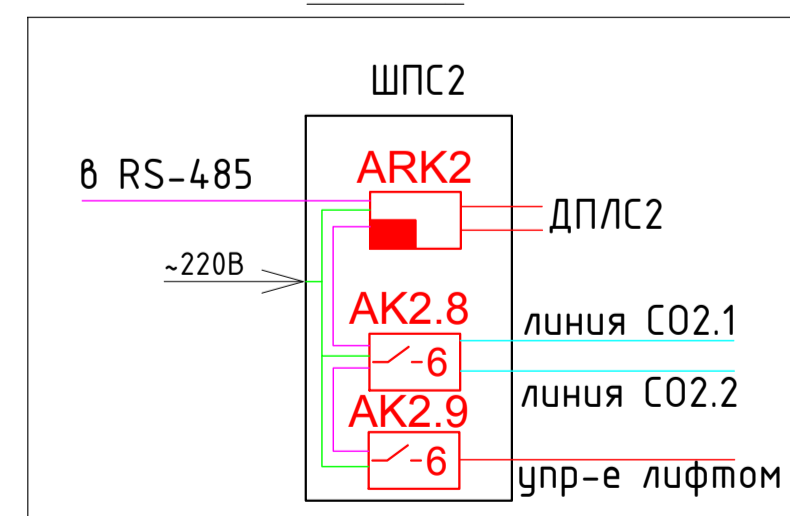 ШПС2
в RS-485
ARK2
ДПЛС2
~220В
AK2.8
линия СО2.1
6
линия СО2.2
AK2.9
6
упр-е лифтом